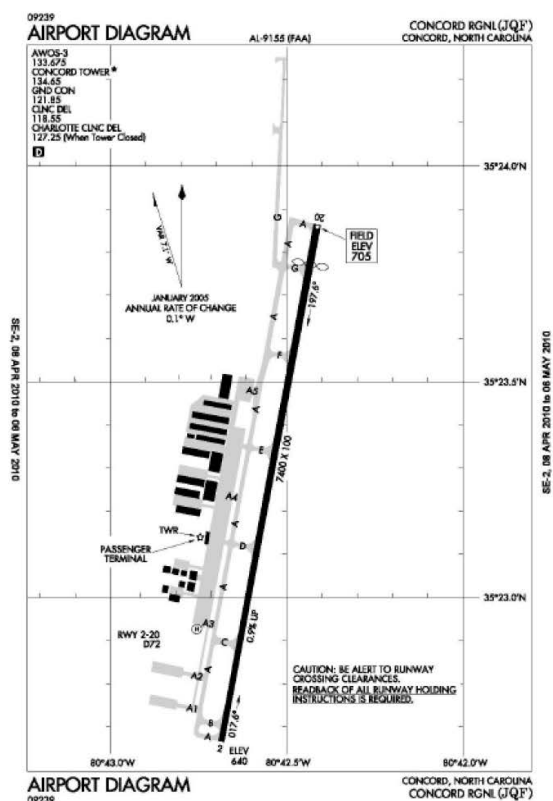 09239
AIRPORT DIAGRAM
AL-9155 (FAA)
CONCORD RGNL (JQF)
CONCORD, NORTH CAROLINA
AWOS-3
133.675
CONCORD TOWER*
134.65
GND CON
121.85
CLNC DEL
118.55
CHARLOTTE CLNC DEL
127.25 (When Tower Closed)
D
35°24.0'N
VAR 7.1° W
JANUARY 2005
ANNUAL RATE OF CHANGE
0.1° W
G
A
20
FIELD
ELEV
705
A
G
197.6°
A
F
35°23.5'N
A5
A
E
7400 X 100
A4
A
TWR
D
PASSENGER
TERMINAL
A
35°23.0'N
0.9% UP
H
A3
RWY 2-20
D72
C
A
A2
CAUTION: BE ALERT TO RUNWAY
CROSSING CLEARANCES.
READBACK OF ALL RUNWAY HOLDING
INSTRUCTIONS IS REQUIRED.
A1
B
017.6°
A
2
ELEV
640
80°43.0'W
80°42.5'W
80°42.0'W
SE-2, 08 APR 2010 to 06 MAY 2010
SE-2, 08 APR 2010 to 06 MAY 2010
AIRPORT DIAGRAM
09239
CONCORD, NORTH CAROLINA
CONCORD RGNL (JQF)